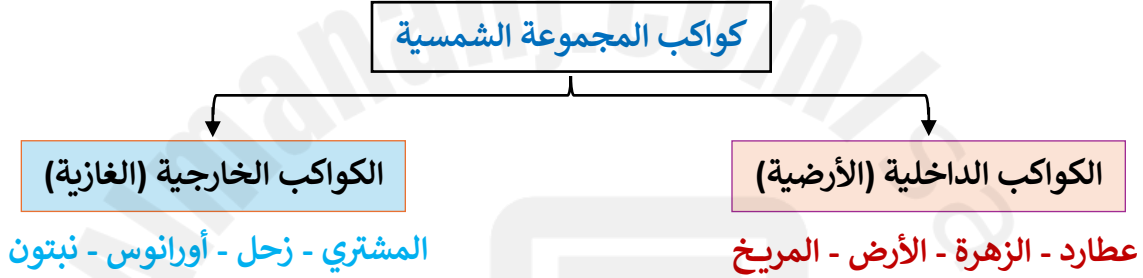 كواكب المجموعة الشمسية
الكواكب الداخلية (الأرضية)
عطارد - الزهرة - الأرض - المريخ
الكواكب الخارجية (الغازية)
المشتري - زحل - أورانوس - نبتون